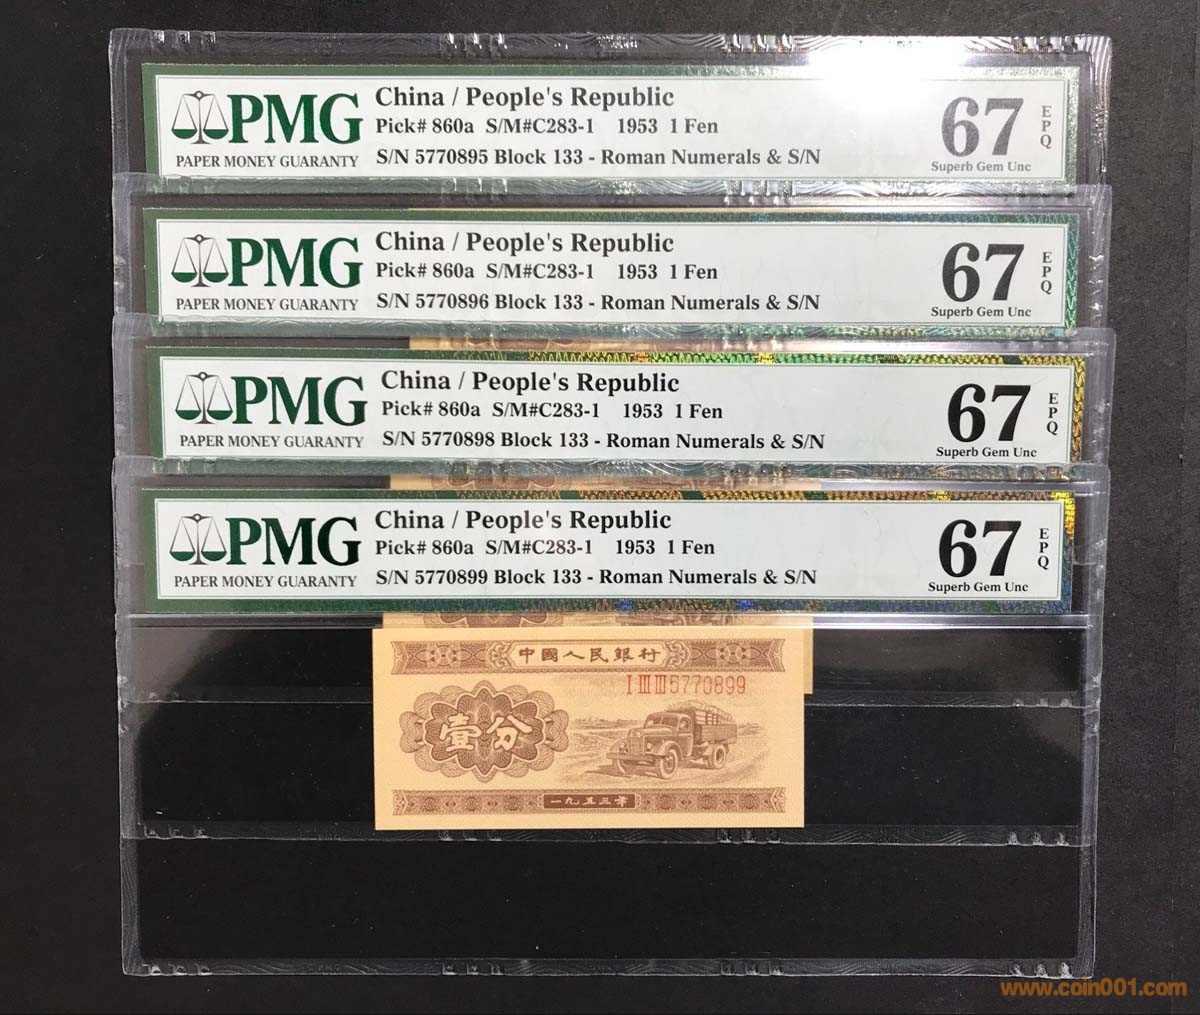 PMG
PAPER MONEY GUARANTY
China / People's Republic
Pick# 860a S/M#C283-1 1953 1 Fen
S/N 5770895 Block 133 - Roman Numerals & S/N
67
EPQ
Superb Gem Unc
PMG
PAPER MONEY GUARANTY
China / People's Republic
Pick# 860a S/M#C283-1 1953 1 Fen
S/N 5770896 Block 133 - Roman Numerals & S/N
67
EPQ
Superb Gem Unc
PMG
PAPER MONEY GUARANTY
China / People's Republic
Pick# 860a S/M#C283-1 1953 1 Fen
S/N 5770898 Block 133 - Roman Numerals & S/N
67
EPQ
Superb Gem Unc
PMG
PAPER MONEY GUARANTY
China / People's Republic
Pick# 860a S/M#C283-1 1953 1 Fen
S/N 5770899 Block 133 - Roman Numerals & S/N
67
EPQ
Superb Gem Unc
中國人民銀行
I III III 5770899
壹分
一九五三年
www.coin001.com